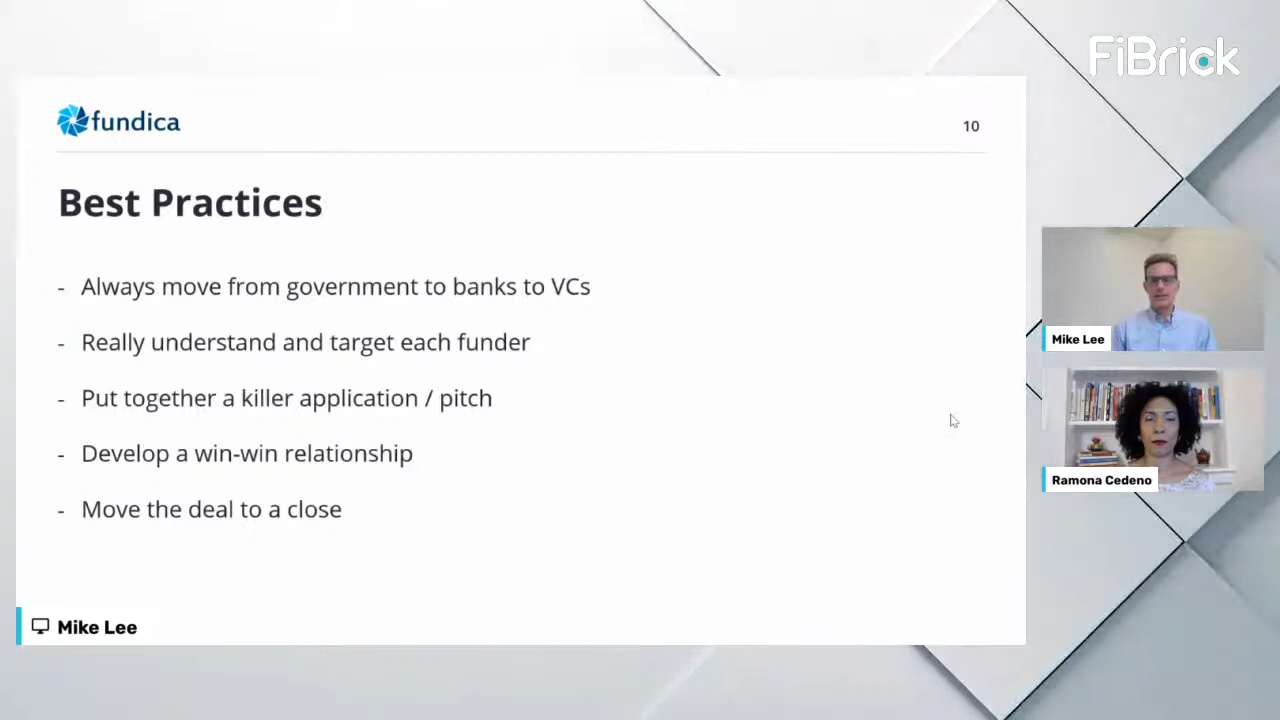 FiBrick
fundica
10
Best Practices
- Always move from government to banks to VCs
- Really understand and target each funder
- Put together a killer application / pitch
- Develop a win-win relationship
- Move the deal to a close
Mike Lee
Ramona Cedeno
Mike Lee